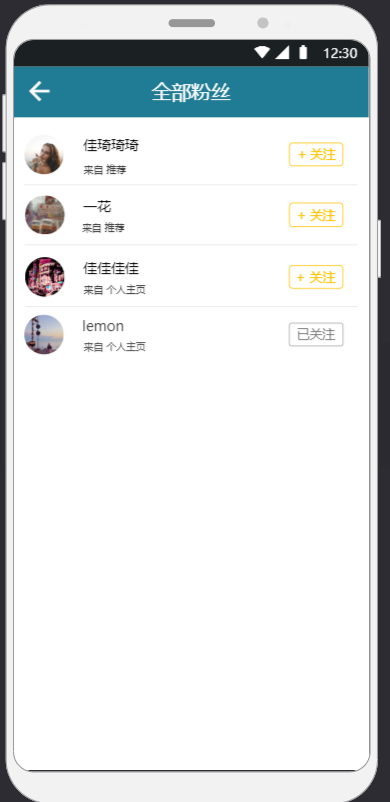 12:30
全部粉丝
佳琦琦琦
来自 推荐
+ 关注
一花
来自 推荐
+ 关注
佳佳佳佳
来自 个人主页
+ 关注
lemon
来自 个人主页
已关注